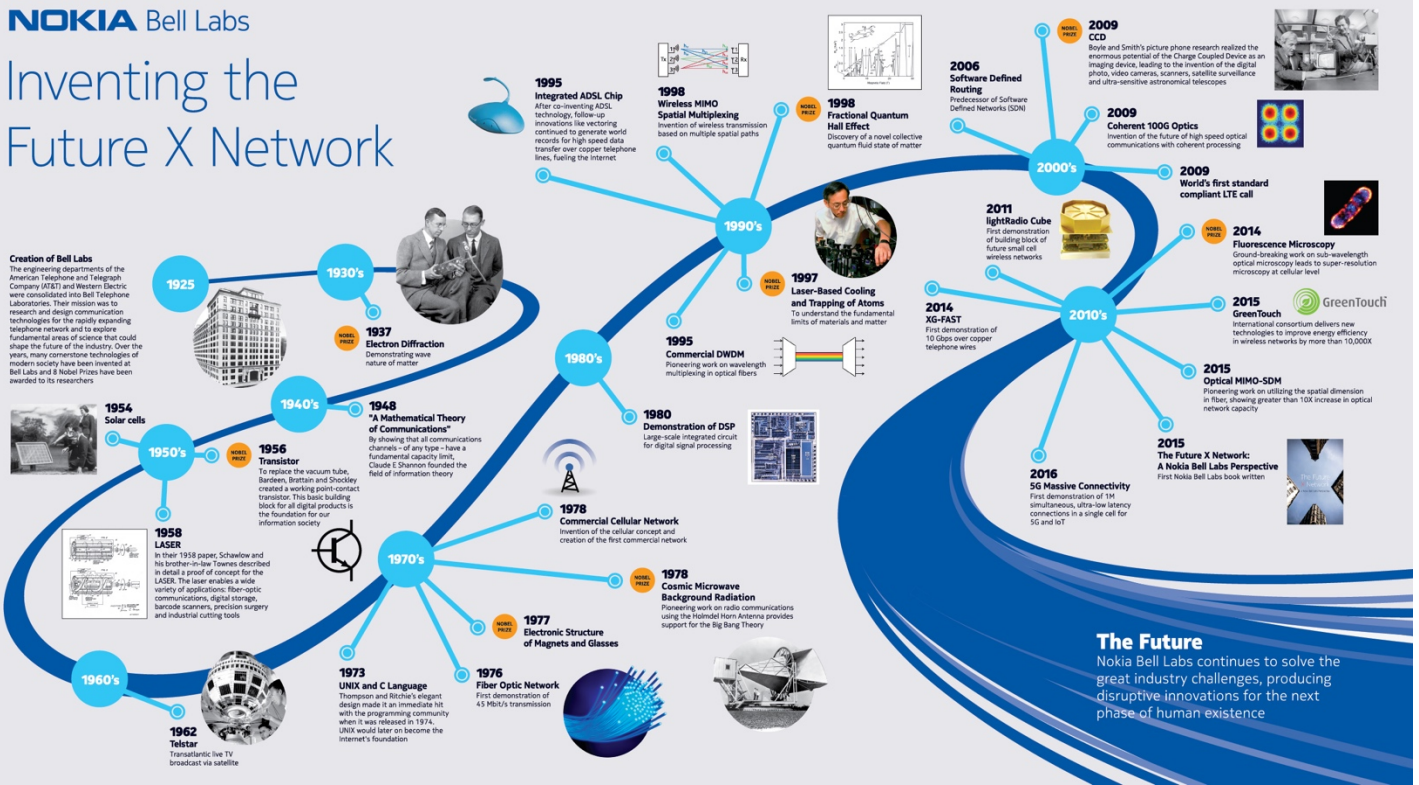 NOKIA Bell Labs
Inventing the
Future X Network
Creation of Bell Labs
The engineering departments of the
American Telephone and Telegraph
Company (AT&T) and Western Electric
were consolidated into Bell Telephone
Laboratories. Their mission was to
research and design communication
technologies for the rapidly expanding
telephone network and to explore
fundamental areas of science that could
shape the future of the industry. Over the
years, many cornerstone technologies of
modern society have been invented at
Bell Labs and 8 Nobel Prizes have been
awarded to its researchers
1925
1930's
NOBEL
PRIZE
1937
Electron Diffraction
Demonstrating wave
nature of matter
1940's
1948
"A Mathematical Theory
of Communications"
By showing that all communications
channels – of any type – have a
fundamental capacity limit,
Claude E Shannon founded the
field of information theory
1954
Solar cells
1950's
NOBEL
PRIZE
1956
Transistor
To replace the vacuum tube,
Bardeen, Brattain and Shockley
created a working point-contact
transistor. This basic building
block for all digital products is
the foundation for our
information society
1958
LASER
In their 1958 paper, Schawlow and
his brother-in-law Townes described
in detail a proof of concept for the
LASER. The laser enables a wide
variety of applications: fiber-optic
communications, digital storage,
barcode scanners, precision surgery
and industrial cutting tools
1960's
1962
Telstar
Transatlantic live TV
broadcast via satellite
1970's
1973
UNIX and C Language
Thompson and Ritchie's elegant
design made it an immediate hit
with the programming community
when it was released in 1974.
UNIX would later on become the
Internet's foundation
1976
Fiber Optic Network
First demonstration of
45 Mbit/s transmission
NOBEL
PRIZE
1977
Electronic Structure
of Magnets and Glasses
NOBEL
PRIZE
1978
Cosmic Microwave
Background Radiation
Pioneering work on radio communications
using the Holmdel Horn Antenna provides
support for the Big Bang Theory
1978
Commercial Cellular Network
Invention of the cellular concept and
creation of the first commercial network
1980's
1980
Demonstration of DSP
Large-scale integrated circuit
for digital signal processing
1990's
1995
Integrated ADSL Chip
After co-inventing ADSL
technology, follow-up
innovations like vectoring
continued to generate world
records for high speed data
transfer over copper telephone
lines, fueling the Internet
Tx
Rx
1998
Wireless MIMO
Spatial Multiplexing
Invention of wireless transmission
based on multiple spatial paths
NOBEL
PRIZE
1998
Fractional Quantum
Hall Effect
Discovery of a novel collective
quantum fluid state of matter
NOBEL
PRIZE
1997
Laser-Based Cooling
and Trapping of Atoms
To understand the fundamental
limits of materials and matter
1995
Commercial DWDM
Pioneering work on wavelength
multiplexing in optical fibers
2000's
2006
Software Defined
Routing
Predecessor of Software
Defined Networks (SDN)
NOBEL
PRIZE
2009
CCD
Boyle and Smith's picture phone research realized the
enormous potential of the Charge Coupled Device as an
imaging device, leading to the invention of the digital
photo, video cameras, scanners, satellite surveillance
and ultra-sensitive astronomical telescopes
2009
Coherent 100G Optics
Invention of the future of high speed optical
communications with coherent processing
2009
World's first standard
compliant LTE call
2010's
2011
lightRadio Cube
First demonstration
of building block of
future small cell
wireless networks
2014
XG-FAST
First demonstration of
10 Gbps over copper
telephone wires
NOBEL
PRIZE
2014
Fluorescence Microscopy
Ground-breaking work on sub-wavelength
optical microscopy leads to super-resolution
microscopy at cellular level
2015
GreenTouch
GreenTouch
International consortium delivers new
technologies to improve energy efficiency
in wireless networks by more than 10,000X
2015
Optical MIMO-SDM
Pioneering work on utilizing the spatial dimension
in fiber, showing greater than 10X increase in optical
network capacity
2015
The Future X Network:
A Nokia Bell Labs Perspective
First Nokia Bell Labs book written
The Future
Network
2016
5G Massive Connectivity
First demonstration of 1M
simultaneous, ultra-low latency
connections in a single cell for
5G and IoT
The Future
Nokia Bell Labs continues to solve the
great industry challenges, producing
disruptive innovations for the next
phase of human existence